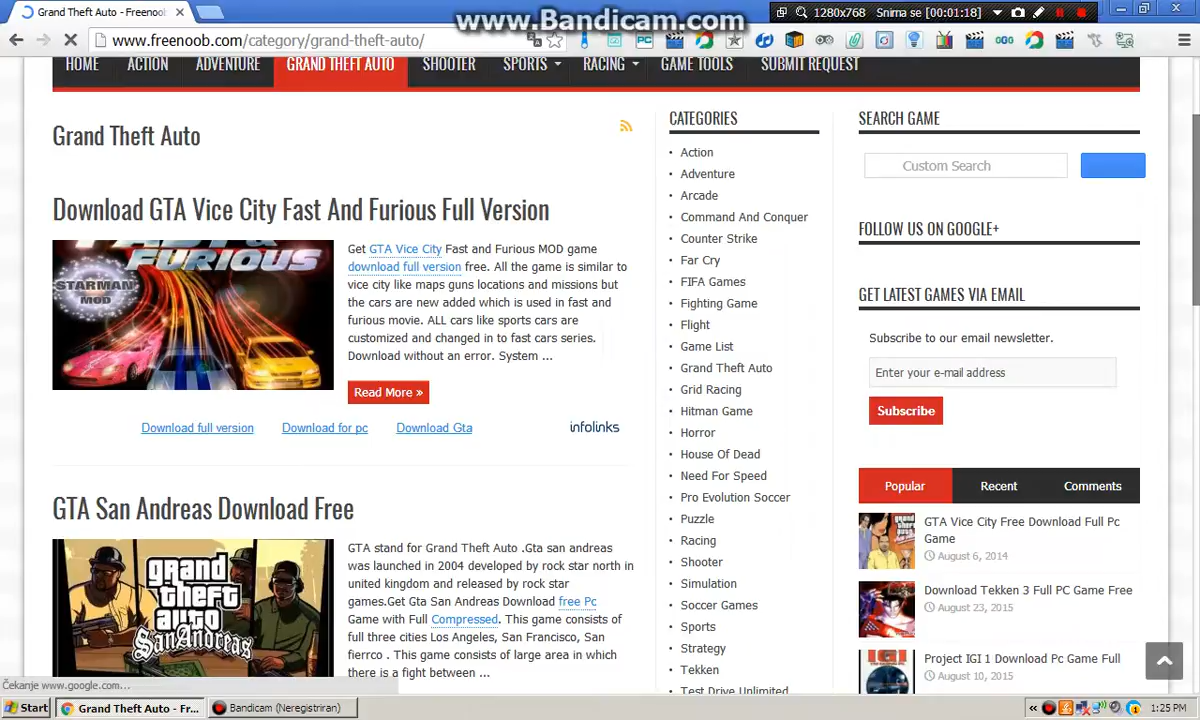 www.Bandicam.com
Grand Theft Auto - Freenoob
1280x768 Snima se [00:01:18]
www.freenoob.com/category/grand-theft-auto/
HOME ACTION ADVENTURE GRAND THEFT AUTO SHOOTER SPORTS RACING GAME TOOLS SUBMIT REQUEST
Grand Theft Auto
Download GTA Vice City Fast And Furious Full Version
FURIOUS
STARMAN
MOD
Get GTA Vice City Fast and Furious MOD game
download full version free. All the game is similar to
vice city like maps guns locations and missions but
the cars are new added which is used in fast and
furious movie. ALL cars like sports cars are
customized and changed in to fast cars series.
Download without an error. System ...
Read More »
Download full version Download for pc Download Gta infolinks
GTA San Andreas Download Free
grand
theft
auto
SanAndreas
GTA stand for Grand Theft Auto .Gta san andreas
was launched in 2004 developed by rock star north in
united kingdom and released by rock star
games.Get Gta San Andreas Download free Pc
Game with Full Compressed. This game consists of
full three cities Los Angeles, San Francisco, San
fierrco . This game consists of large area in which
there is a fight between ...
CATEGORIES
Action
Adventure
Arcade
Command And Conquer
Counter Strike
Far Cry
FIFA Games
Fighting Game
Flight
Game List
Grand Theft Auto
Grid Racing
Hitman Game
Horror
House Of Dead
Need For Speed
Pro Evolution Soccer
Puzzle
Racing
Shooter
Simulation
Soccer Games
Sports
Strategy
Tekken
Test Drive Unlimited
SEARCH GAME
Custom Search
FOLLOW US ON GOOGLE+
GET LATEST GAMES VIA EMAIL
Subscribe to our email newsletter.
Enter your e-mail address
Subscribe
Popular Recent Comments
GTA Vice City Free Download Full Pc
Game
August 6, 2014
Download Tekken 3 Full PC Game Free
August 23, 2015
IGI
Project IGI 1 Download Pc Game Full
August 10, 2015
Čekanje www.google.com...
Start Grand Theft Auto - Fr... Bandicam (Neregistriran) 1:25 PM